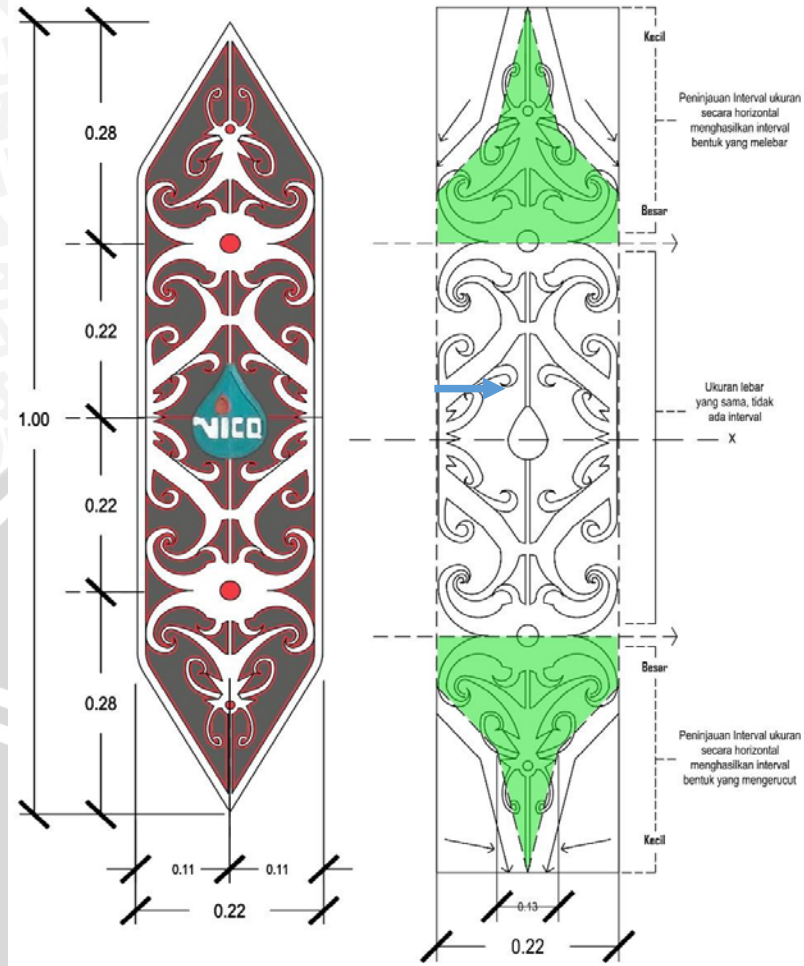 0.28
0.22
1.00
0.22
0.28
0.11
0.11
0.22
VICO
Kecil
Peninjauan Interval ukuran
secara horizontal
menghasilkan interval
bentuk yang melebar
Besar
Ukuran lebar
yang sama, tidak
ada interval
X
Besar
Peninjauan Interval ukuran
secara horizontal
menghasilkan interval
bentuk yang mengerucut
Kecil
0.13
0.22